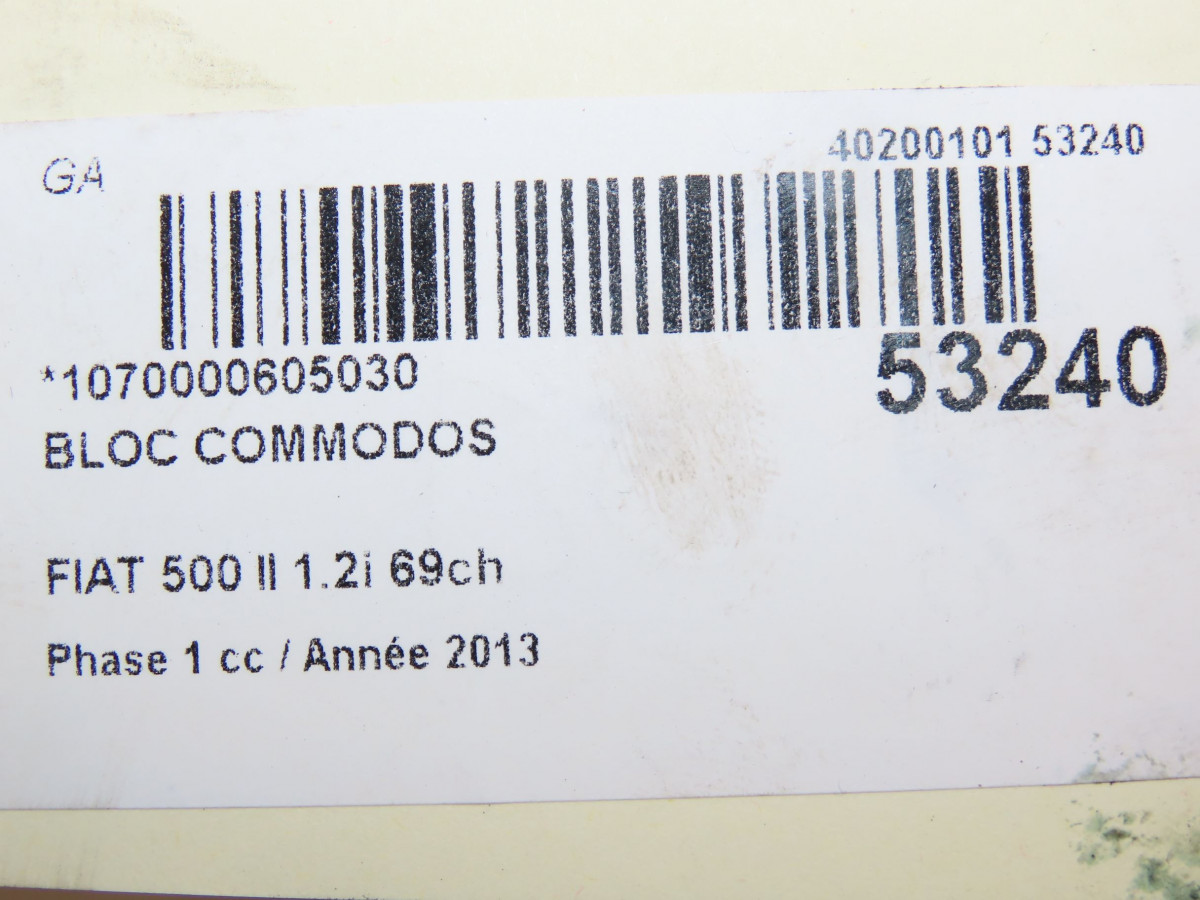 GA
40200101 53240
*1070000605030
53240
BLOC COMMODOS
FIAT 500 II 1.2i 69ch
Phase 1 cc / Année 2013